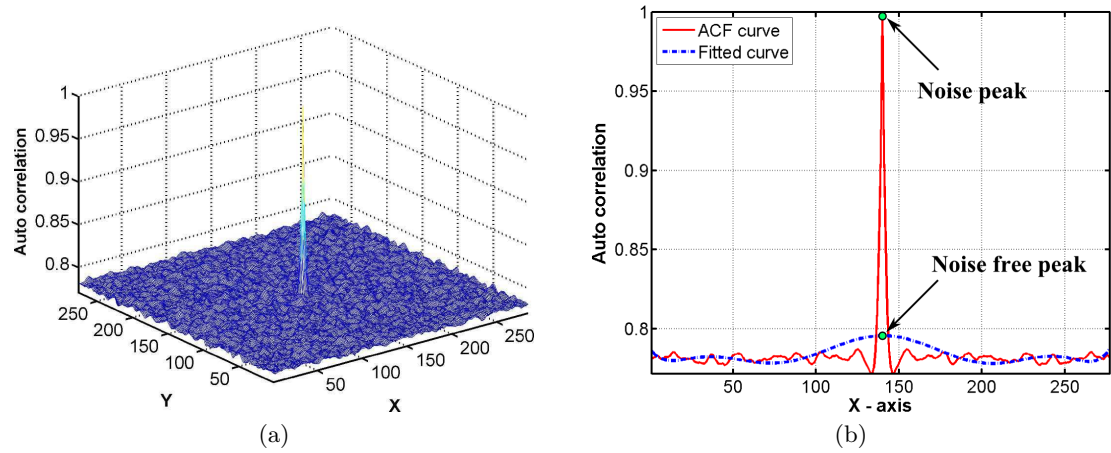 1
0.95
0.9
0.85
0.8
Auto correlation
250
200
150
100
50
Y
50
100
150
200
250
X
(a)
1
0.95
0.9
0.85
0.8
Auto correlation
ACF curve
Fitted curve
Noise peak
Noise free peak
50
100
150
200
250
X - axis
(b)